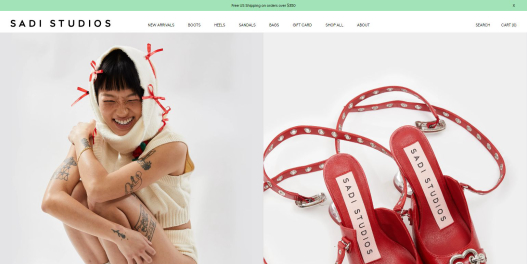 Free US Shipping on orders over $350
X
SADI STUDIOS
NEW ARRIVALS BOOTS HEELS SANDALS BAGS GIFT CARD SHOP ALL ABOUT
SEARCH CART (0)
SADI STUDIOS
SADI STUDIOS